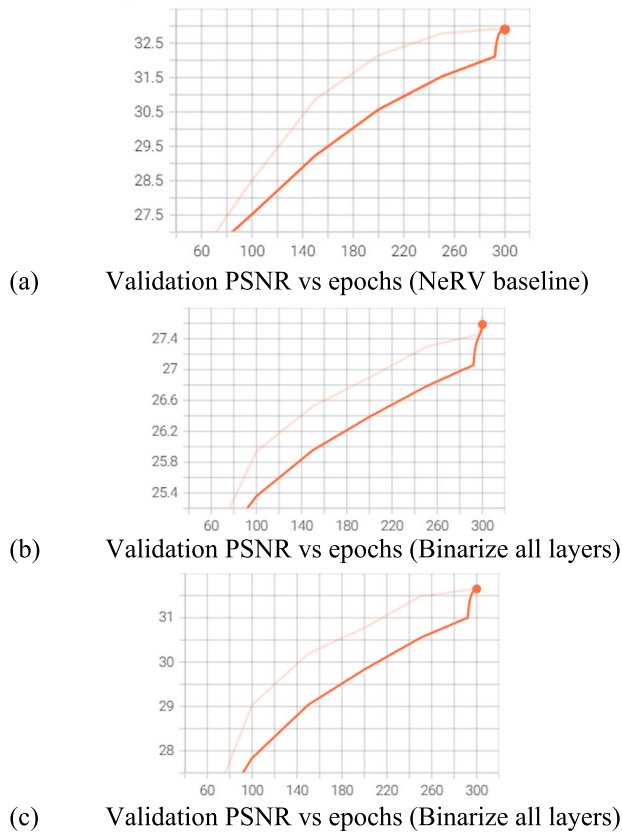 32.5
31.5
30.5
29.5
28.5
27.5
60 100 140 180 220 260 300
(a) Validation PSNR vs epochs (NeRV baseline)
27.4
27
26.6
26.2
25.8
25.4
60 100 140 180 220 260 300
(b) Validation PSNR vs epochs (Binarize all layers)
31
30
29
28
60 100 140 180 220 260 300
(c) Validation PSNR vs epochs (Binarize all layers)